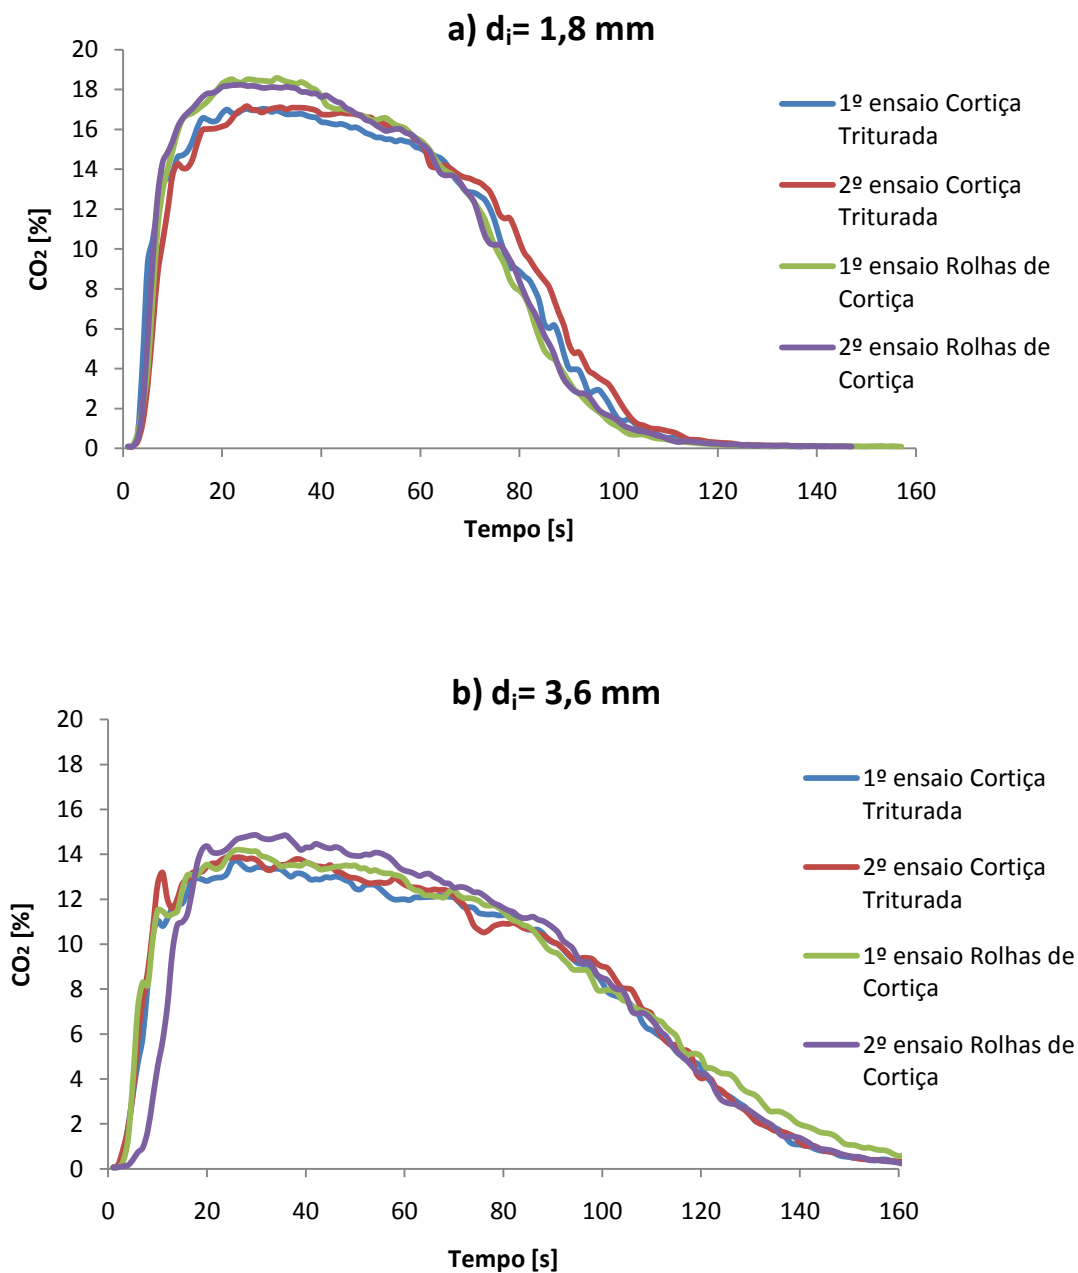 a) di= 1,8 mm
20
18
16
14
12
10
8
6
4
2
0
CO2 [%]
0 20 40 60 80 100 120 140 160
Tempo [s]
1º ensaio Cortiça
Triturada
2º ensaio Cortiça
Triturada
1º ensaio Rolhas de
Cortiça
2º ensaio Rolhas de
Cortiça
b) di= 3,6 mm
20
18
16
14
12
10
8
6
4
2
0
CO2 [%]
0 20 40 60 80 100 120 140 160
Tempo [s]
1º ensaio Cortiça
Triturada
2º ensaio Cortiça
Triturada
1º ensaio Rolhas de
Cortiça
2º ensaio Rolhas de
Cortiça